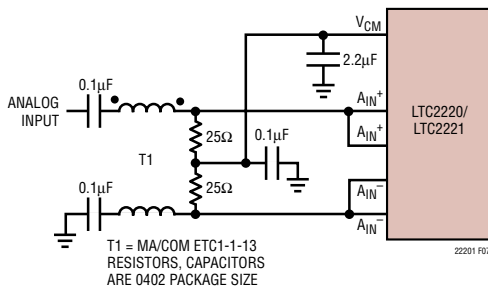 V_CM
2.2µF
0.1µF
ANALOG
INPUT
A_IN^+
LTC2220/
LTC2221
25Ω
0.1µF
A_IN^+
T1
0.1µF
25Ω
A_IN^−
A_IN^−
T1 = MA/COM ETC1-1-13
RESISTORS, CAPACITORS
ARE 0402 PACKAGE SIZE
22201 F07